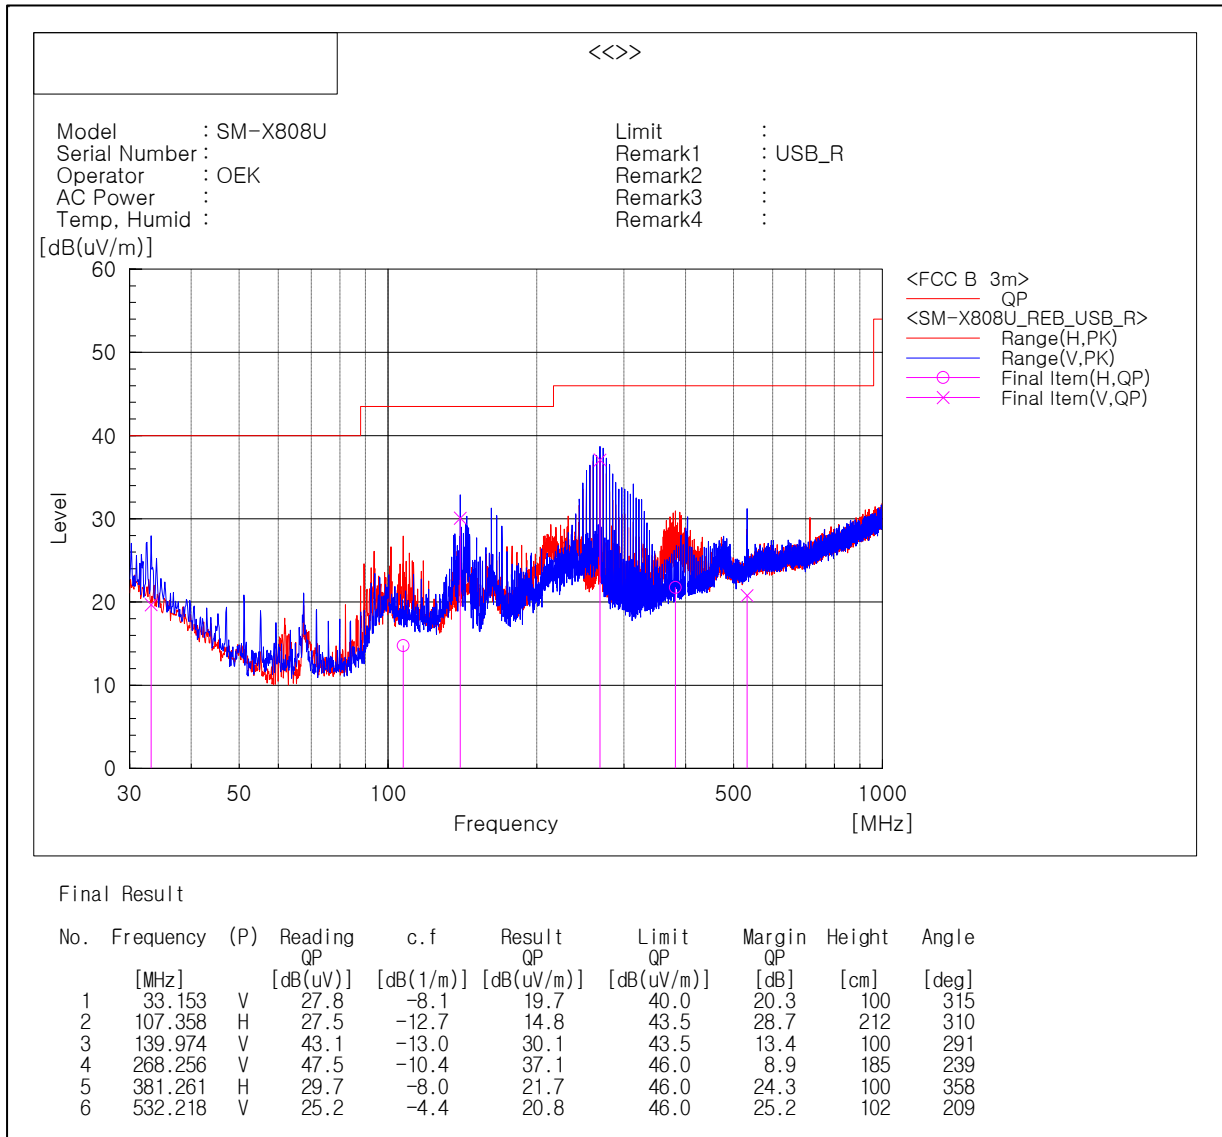 <<>>
Model : SM-X808U
Serial Number :
Operator : OEK
AC Power :
Temp, Humid :
Limit :
Remark1 : USB_R
Remark2 :
Remark3 :
Remark4 :
[dB(uV/m)]
60
50
40
30
20
10
0
Level
30 50 100 500 1000
Frequency [MHz]
<FCC B 3m>
QP
<SM-X808U_REB_USB_R>
Range(H,PK)
Range(V,PK)
Final Item(H,QP)
Final Item(V,QP)
Final Result
No. Frequency (P) Reading c.f Result Limit Margin Height Angle
QP QP QP QP
[MHz] [dB(uV)] [dB(1/m)] [dB(uV/m)] [dB(uV/m)] [dB] [cm] [deg]
1 33.153 V 27.8 -8.1 19.7 40.0 20.3 100 315
2 107.358 H 27.5 -12.7 14.8 43.5 28.7 212 310
3 139.974 V 43.1 -13.0 30.1 43.5 13.4 100 291
4 268.256 V 47.5 -10.4 37.1 46.0 8.9 185 239
5 381.261 H 29.7 -8.0 21.7 46.0 24.3 100 358
6 532.218 V 25.2 -4.4 20.8 46.0 25.2 102 209